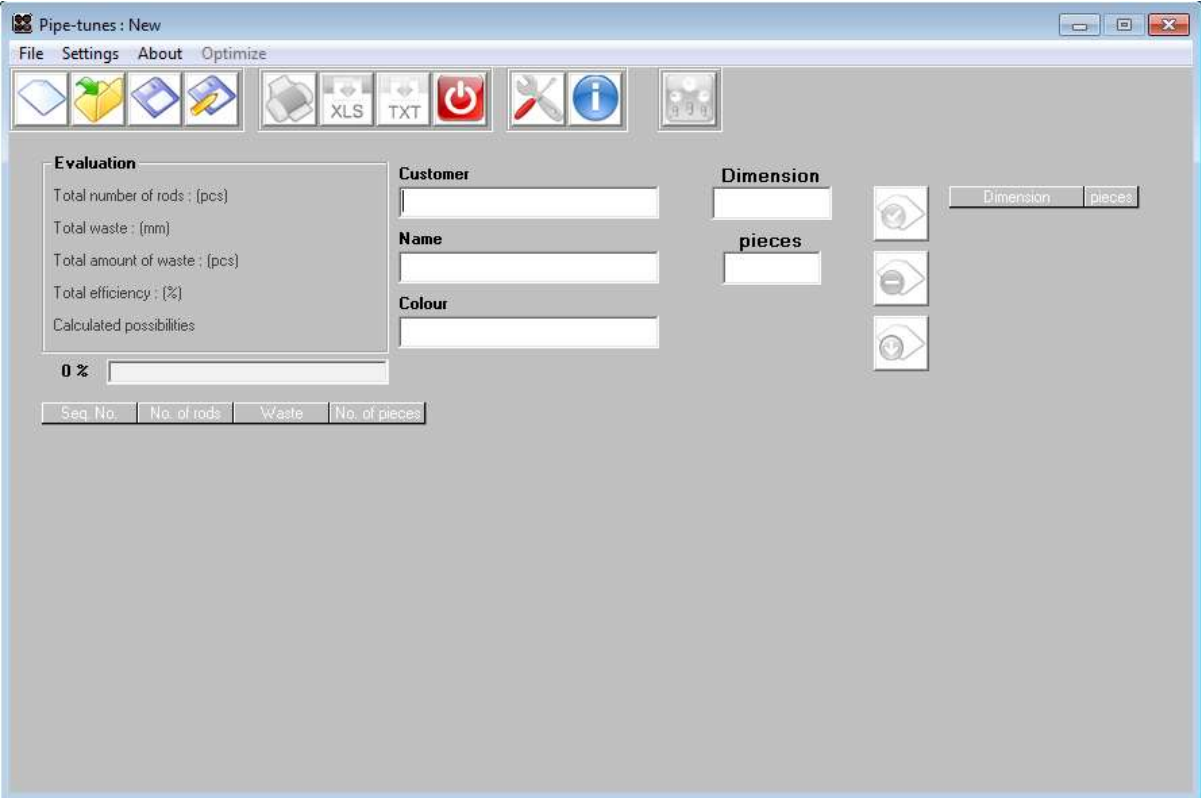 Pipe-tunes : New
File Settings About Optimize
XLS TXT
Evaluation
Total number of rods : (pcs)
Total waste : (mm)
Total amount of waste : (pcs)
Total efficiency : (%)
Calculated possibilities
0 %
Customer
Name
Colour
Dimension
pieces
Dimension pieces
Seq. No. No. of rods Waste No. of pieces